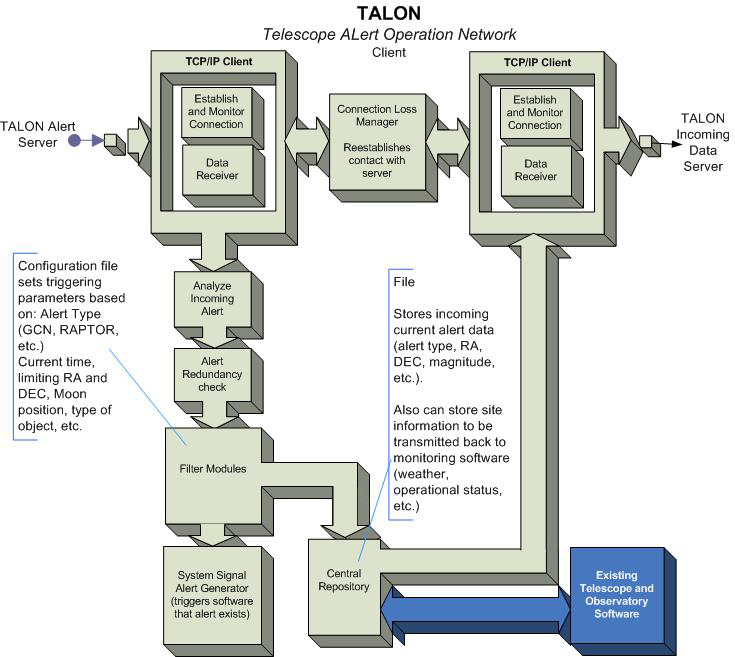 TALON
Telescope ALert Operation Network
Client
TCP/IP Client
Establish
and Monitor
Connection
Data
Receiver
TALON Alert
Server
Connection Loss
Manager
Reestablishes
contact with
server
TCP/IP Client
Establish
and Monitor
Connection
Data
Receiver
TALON
Incoming
Data
Server
Configuration file
sets triggering
parameters based
on: Alert Type
(GCN, RAPTOR,
etc.)
Current time,
limiting RA and
DEC, Moon
position, type of
object, etc.
Analyze
Incoming
Alert
Alert
Redundancy
check
Filter Modules
System Signal
Alert Generator
(triggers software
that alert exists)
File
Stores incoming
current alert data
(alert type, RA,
DEC, magnitude,
etc.).
Also can store site
information to be
transmitted back to
monitoring software
(weather,
operational status,
etc.)
Central
Repository
Existing
Telescope and
Observatory
Software